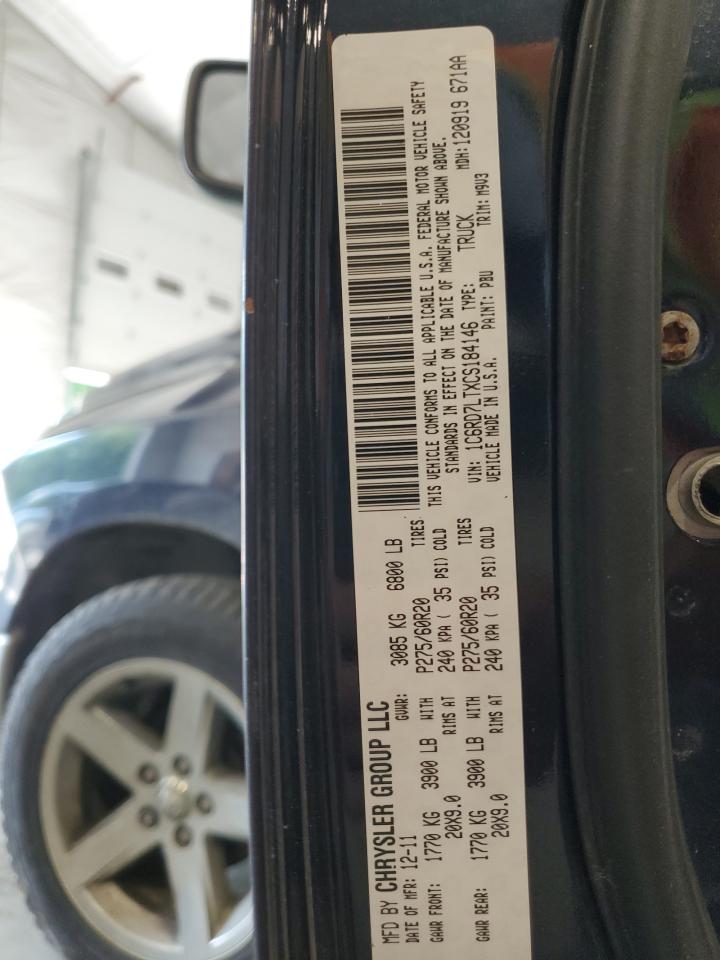 MFD BY CHRYSLER GROUP LLC
DATE OF MFR: 12-11 GVWR: 3085 KG 6800 LB
GAWR FRONT: 1770 KG 3900 LB WITH P275/60R20 TIRES
20X9.0 RIMS AT 240 KPA ( 35 PSI) COLD
GAWR REAR: 1770 KG 3900 LB WITH P275/60R20 TIRES
20X9.0 RIMS AT 240 KPA ( 35 PSI) COLD
THIS VEHICLE CONFORMS TO ALL APPLICABLE U.S.A. FEDERAL MOTOR VEHICLE SAFETY
STANDARDS IN EFFECT ON THE DATE OF MANUFACTURE SHOWN ABOVE.
VIN: 1C6RD7LTXCS184146 TYPE: TRUCK MDH: 120919 671AA
VEHICLE MADE IN U.S.A. PAINT: PBU TRIM: M9V3